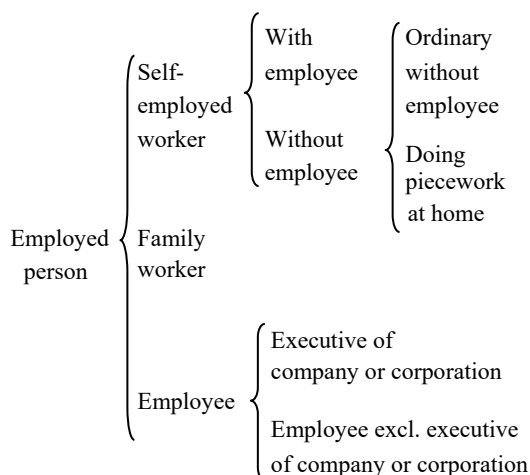 Employed
person
Self-
employed
worker
With
employee
Without
employee
Ordinary
without
employee
Doing
piecework
at home
Family
worker
Employee
Executive of
company or corporation
Employee excl. executive
of company or corporation